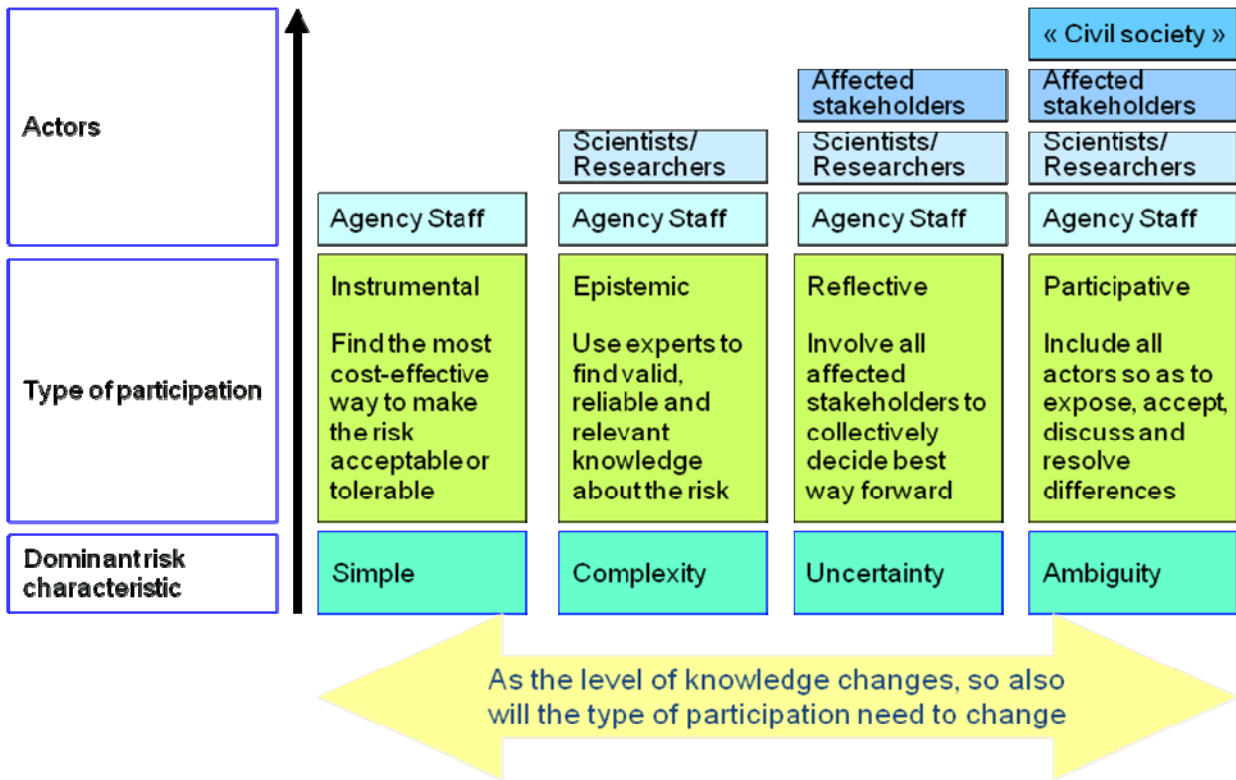 Actors
« Civil society »
Affected
stakeholders
Affected
stakeholders
Scientists/
Researchers
Scientists/
Researchers
Scientists/
Researchers
Agency Staff
Agency Staff
Agency Staff
Agency Staff
Type of participation
Instrumental
Find the most
cost-effective
way to make
the risk
acceptable or
tolerable
Epistemic
Use experts to
find valid,
reliable and
relevant
knowledge
about the risk
Reflective
Involve all
affected
stakeholders to
collectively
decide best
way forward
Participative
Include all
actors so as to
expose, accept,
discuss and
resolve
differences
Dominant risk
characteristic
Simple
Complexity
Uncertainty
Ambiguity
As the level of knowledge changes, so also
will the type of participation need to change